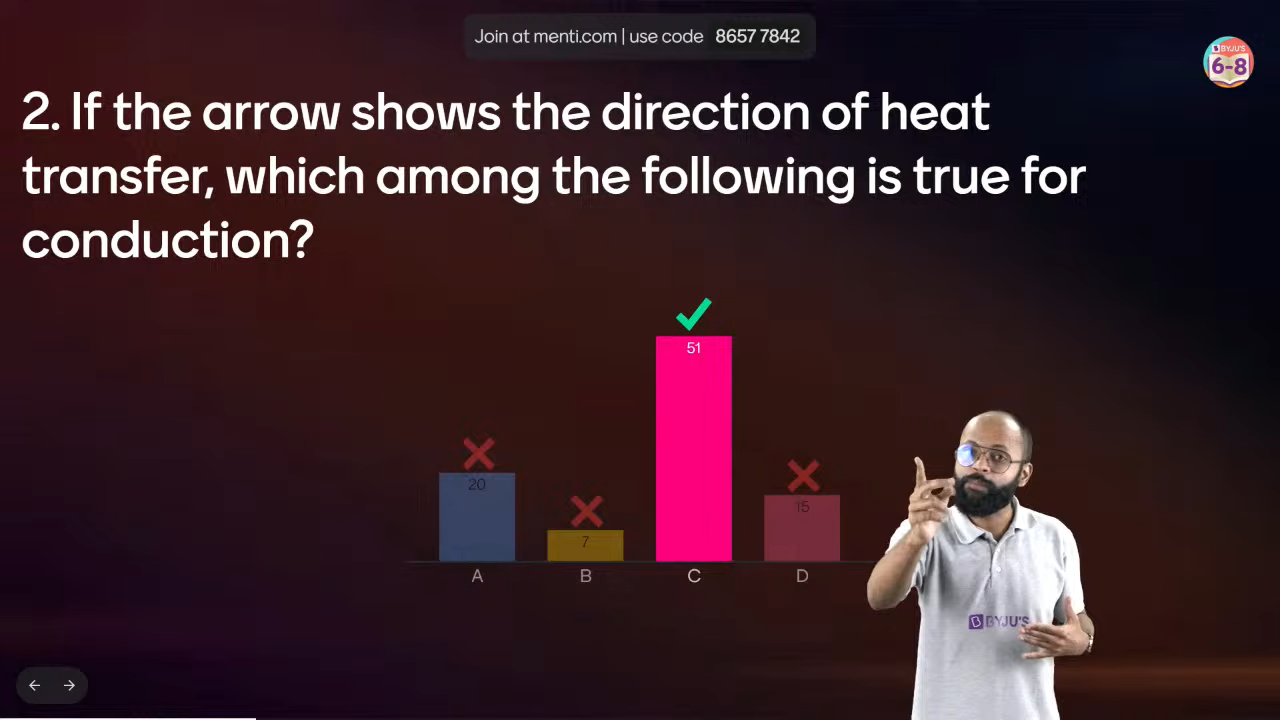 Join at menti.com | use code 8657 7842
BYJU'S
6-8
2. If the arrow shows the direction of heat
transfer, which among the following is true for
conduction?
51
20
15
7
A B C D
BYJU'S